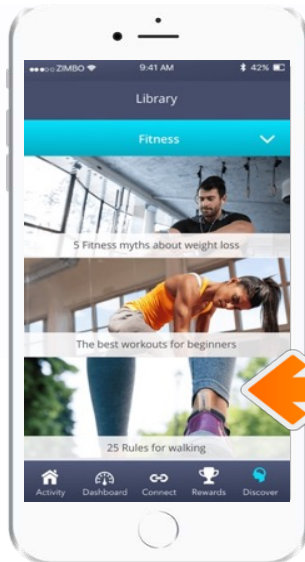 ZIMBO 9:41 AM 42%
Library
Fitness
5 Fitness myths about weight loss
The best workouts for beginners
25 Rules for walking
Activity Dashboard Connect Rewards Discover